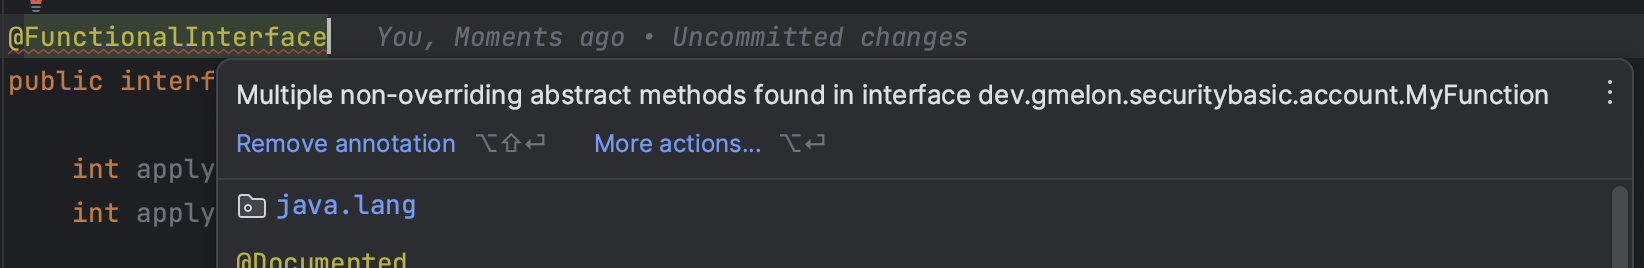 @FunctionalInterface You, Moments ago • Uncommitted changes
public interf
Multiple non-overriding abstract methods found in interface dev.gmelon.securitybasic.account.MyFunction
Remove annotation ⌥⇧↩ More actions... ⌥↩
int apply
int apply
java.lang
@Documented